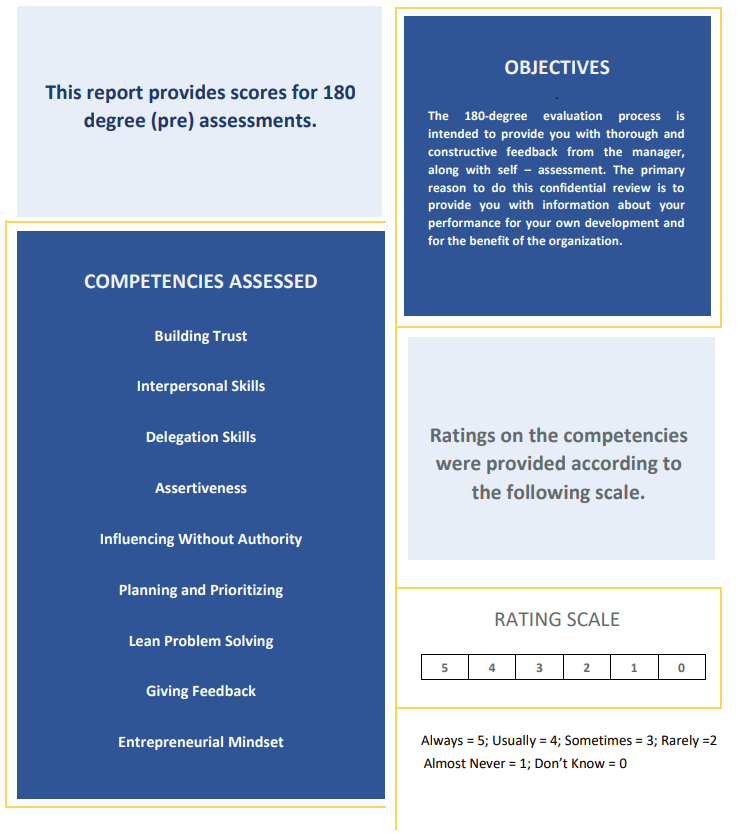 This report provides scores for 180
degree (pre) assessments.
COMPETENCIES ASSESSED
Building Trust
Interpersonal Skills
Delegation Skills
Assertiveness
Influencing Without Authority
Planning and Prioritizing
Lean Problem Solving
Giving Feedback
Entrepreneurial Mindset
OBJECTIVES
.
The 180-degree evaluation process is
intended to provide you with thorough and
constructive feedback from the manager,
along with self – assessment. The primary
reason to do this confidential review is to
provide you with information about your
performance for your own development and
for the benefit of the organization.
Ratings on the competencies
were provided according to
the following scale.
RATING SCALE
5 4 3 2 1 0
Always = 5; Usually = 4; Sometimes = 3; Rarely =2
Almost Never = 1; Don’t Know = 0